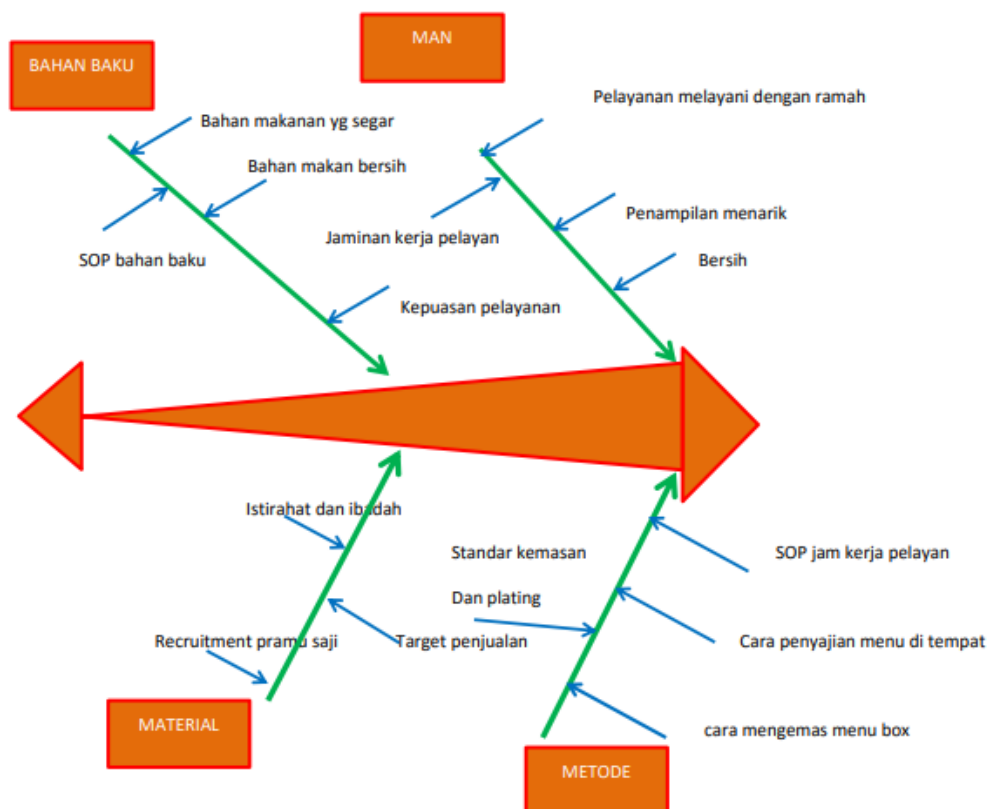 MAN
BAHAN BAKU
Pelayanan melayani dengan ramah
Bahan makanan yg segar
Bahan makan bersih
Penampilan menarik
Jaminan kerja pelayan
SOP bahan baku
Bersih
Kepuasan pelayanan
Istirahat dan ibadah
Standar kemasan
SOP jam kerja pelayan
Dan plating
Recruitment pramu saji
Target penjualan
Cara penyajian menu di tempat
MATERIAL
cara mengemas menu box
METODE